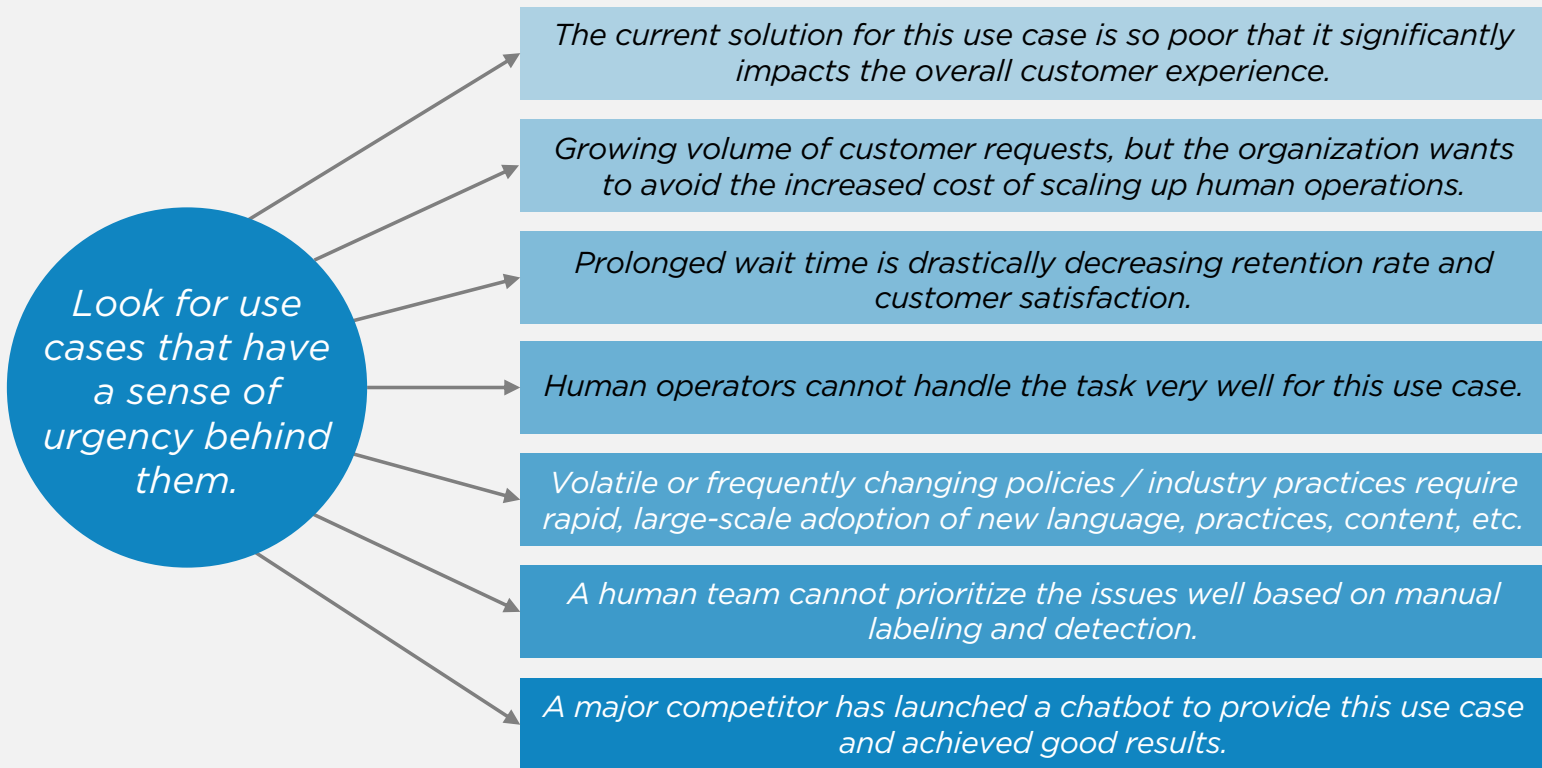 Look for use
cases that have
a sense of
urgency behind
them.
The current solution for this use case is so poor that it significantly
impacts the overall customer experience.
Growing volume of customer requests, but the organization wants
to avoid the increased cost of scaling up human operations.
Prolonged wait time is drastically decreasing retention rate and
customer satisfaction.
Human operators cannot handle the task very well for this use case.
Volatile or frequently changing policies / industry practices require
rapid, large-scale adoption of new language, practices, content, etc.
A human team cannot prioritize the issues well based on manual
labeling and detection.
A major competitor has launched a chatbot to provide this use case
and achieved good results.